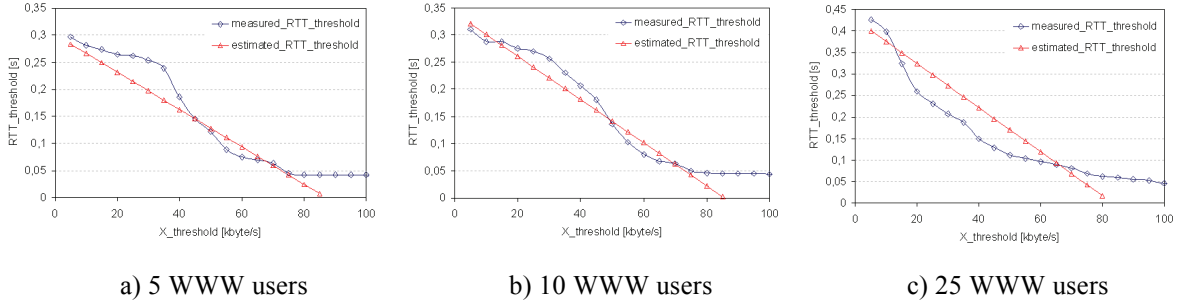 0,35
0,3
0,25
0,2
0,15
0,1
0,05
0
RTT_threshold [s]
measured_RTT_threshold
estimated_RTT_threshold
0 20 40 60 80 100
X_threshold [kbyte/s]
a) 5 WWW users
0,35
0,3
0,25
0,2
0,15
0,1
0,05
0
RTT_threshold [s]
measured_RTT_threshold
estimated_RTT_threshold
0 20 40 60 80 100
X_threshold [kbyte/s]
b) 10 WWW users
0,45
0,4
0,35
0,3
0,25
0,2
0,15
0,1
0,05
0
RTT_threshold [s]
measured_RTT_threshold
estimated_RTT_threshold
0 20 40 60 80 100
X_threshold [kbyte/s]
c) 25 WWW users